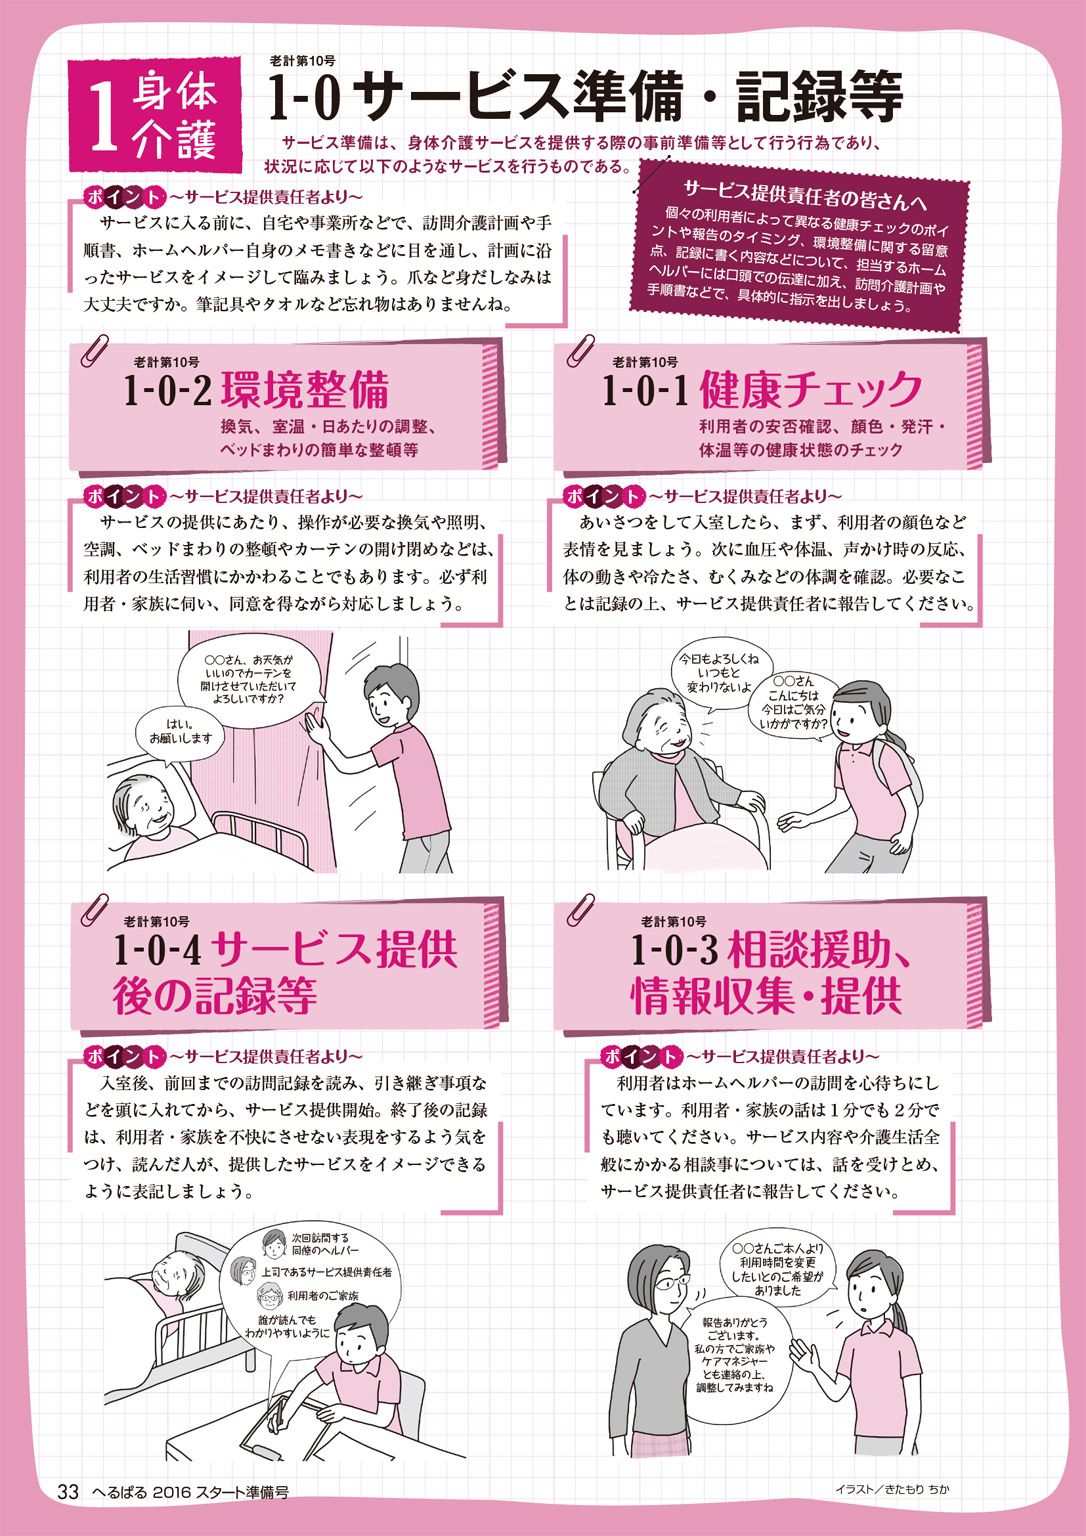 1 身体
介護
老計第10号
1-0 サービス準備・記録等
サービス準備は、身体介護サービスを提供する際の事前準備等として行う行為であり、
状況に応じて以下のようなサービスを行うものである。
ポイント ～サービス提供責任者より～
サービスに入る前に、自宅や事業所などで、訪問介護計画や手
順書、ホームヘルパー自身のメモ書きなどに目を通し、計画に沿
ったサービスをイメージして臨みましょう。爪など身だしなみは
大丈夫ですか。筆記具やタオルなど忘れ物はありませんね。
サービス提供責任者の皆さんへ
個々の利用者によって異なる健康チェックのポイ
ントや報告のタイミング、環境整備に関する留意
点、記録に書く内容などについて、担当するホーム
ヘルパーには口頭での伝達に加え、訪問介護計画や
手順書などで、具体的に指示を出しましょう。
老計第10号
1-0-1 健康チェック
利用者の安否確認、顔色・発汗・
体温等の健康状態のチェック
ポイント ～サービス提供責任者より～
あいさつをして入室したら、まず、利用者の顔色など
表情を見ましょう。次に血圧や体温、声かけ時の反応、
体の動きや冷たさ、むくみなどの体調を確認。必要なこ
とは記録の上、サービス提供責任者に報告してください。
今日もよろしくね
いつもと
変わりないよ
〇〇さん
こんにちは
今日はご気分
いかがですか?
老計第10号
1-0-2 環境整備
換気、室温・日あたりの調整、
ベッドまわりの簡単な整頓等
ポイント ～サービス提供責任者より～
サービスの提供にあたり、操作が必要な換気や照明、
空調、ベッドまわりの整頓やカーテンの開け閉めなどは、
利用者の生活習慣にかかわることでもあります。必ず利
用者・家族に伺い、同意を得ながら対応しましょう。
〇〇さん、お天気が
いいのでカーテンを
開けさせていただいて
よろしいですか?
はい。
お願いします
老計第10号
1-0-3 相談援助、
情報収集・提供
ポイント ～サービス提供責任者より～
利用者はホームヘルパーの訪問を心待ちにし
ています。利用者・家族の話は１分でも２分で
も聴いてください。サービス内容や介護生活全
般にかかる相談事については、話を受けとめ、
サービス提供責任者に報告してください。
〇〇さんご本人より
利用時間を変更
したいとのご希望が
ありました
報告ありがとう
ございます。
私の方でご家族や
ケアマネジャー
とも連絡の上、
調整してみますね
老計第10号
1-0-4 サービス提供
後の記録等
ポイント ～サービス提供責任者より～
入室後、前回までの訪問記録を読み、引き継ぎ事項な
どを頭に入れてから、サービス提供開始。終了後の記録
は、利用者・家族を不快にさせない表現をするよう気を
つけ、読んだ人が、提供したサービスをイメージできる
ように表記しましょう。
次回訪問する
同僚のヘルパー
上司であるサービス提供責任者
利用者のご家族
誰が読んでも
わかりやすいように
33 へるぱる 2016 スタート準備号
イラスト／きたもり ちか